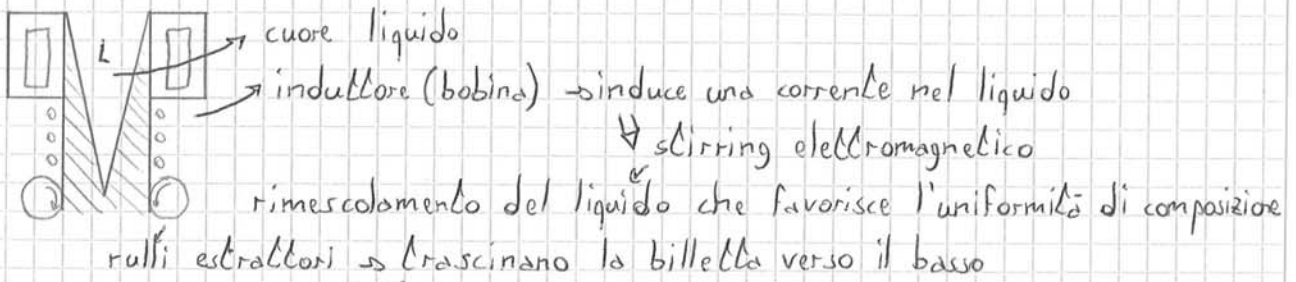 L
cuore liquido
induttore (bobina) → induce una corrente nel liquido
⇓ stirring elettromagnetico
rimescolamento del liquido che favorisce l'uniformità di composizione
rulli estrattori → trascinano la billetta verso il basso